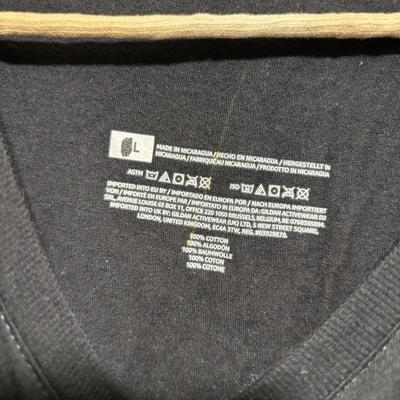 L
MADE IN NICARAGUA / HECHO EN NICARAGUA / HERGESTELLT IN
NICARAGUA / FABRIQUÉ AU NICARAGUA / PRODOTTO IN NICARAGUA
ASTM ISO
IMPORTED INTO EU BY / IMPORTADO EN EUROPA POR / NACH EUROPA IMPORTIERT
VON / IMPORTÉ EN EUROPE PAR / IMPORTATO IN EUROPA DA: GILDAN ACTIVEWEAR EU
SRL, AVENUE LOUISE 65 BOX 11, OFFICE 220 1050 BRUSSELS, BELGIUM, BE
IMPORTED INTO UK BY: GILDAN ACTIVEWEAR (UK) LTD, 5 NEW STREET SQUARE,
LONDON, UNITED KINGDOM, EC4A 3TW, REG. #03929879.
100% COTTON
100% ALGODÓN
100% BAUMWOLLE
100% COTON
100% COTONE